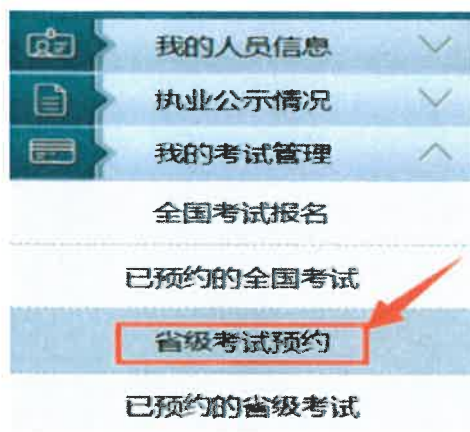 我的人员信息
执业公示情况
我的考试管理
全国考试报名
已预约的全国考试
省级考试预约
已预约的省级考试